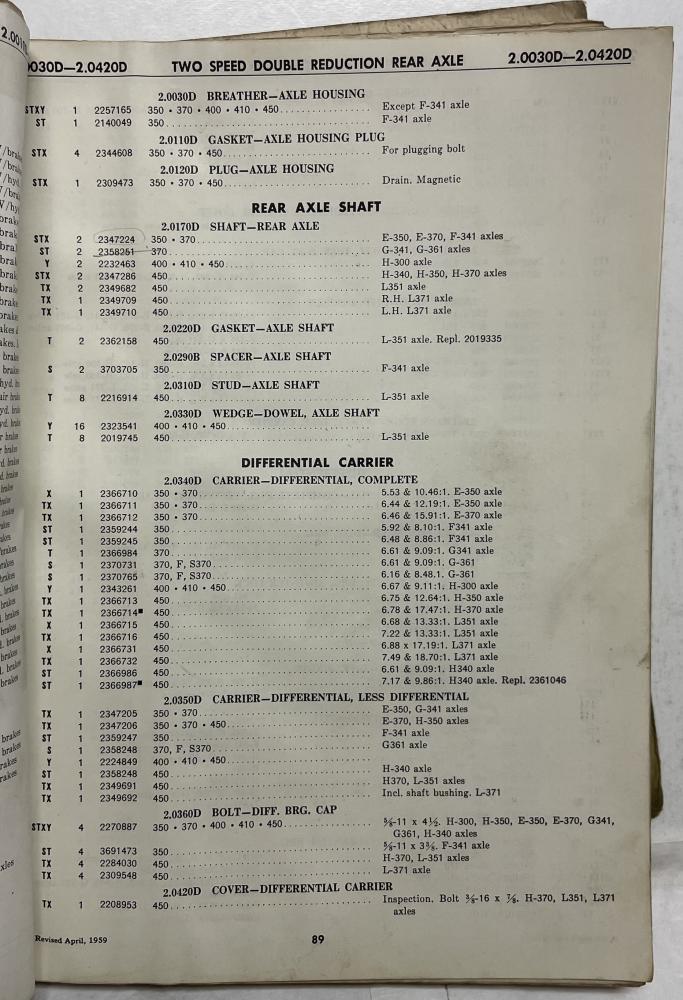 2.001
0030D—2.0420D TWO SPEED DOUBLE REDUCTION REAR AXLE 2.0030D—2.0420D
2.0030D BREATHER—AXLE HOUSING
STXY 1 2257165 350 • 370 • 400 • 410 • 450 Except F-341 axle
ST 1 2140049 350 F-341 axle
2.0110D GASKET—AXLE HOUSING PLUG
STX 4 2344608 350 • 370 • 450 For plugging bolt
2.0120D PLUG—AXLE HOUSING
STX 1 2309473 350 • 370 • 450 Drain. Magnetic
REAR AXLE SHAFT
2.0170D SHAFT—REAR AXLE
STX 2 2347224 350 • 370 E-350, E-370, F-341 axles
ST 2 2358251 370 G-341, G-361 axles
Y 2 2232463 400 • 410 • 450 H-300 axle
STX 2 2347286 450 H-340, H-350, H-370 axles
TX 2 2349682 450 L351 axle
TX 1 2349709 450 R.H. L371 axle
TX 1 2349710 450 L.H. L371 axle
2.0220D GASKET—AXLE SHAFT
T 2 2362158 450 L-351 axle. Repl. 2019335
2.0290B SPACER—AXLE SHAFT
S 2 3703705 350 F-341 axle
2.0310D STUD—AXLE SHAFT
T 8 2216914 450 L-351 axle
2.0330D WEDGE—DOWEL, AXLE SHAFT
Y 16 2323541 400 • 410 • 450
T 8 2019745 450 L-351 axle
DIFFERENTIAL CARRIER
2.0340D CARRIER—DIFFERENTIAL, COMPLETE
X 1 2366710 350 • 370 5.53 & 10.46:1. E-350 axle
TX 1 2366711 350 • 370 6.44 & 12.19:1. E-350 axle
TX 1 2366712 350 • 370 6.46 & 15.91:1. E-370 axle
ST 1 2359244 350 5.92 & 8.10:1. F341 axle
ST 1 2359245 350 6.48 & 8.86:1. F341 axle
T 1 2366984 370 6.61 & 9.09:1. G341 axle
S 1 2370731 370, F, S370 6.61 & 9.09:1. G-361
S 1 2370765 370, F, S370 6.16 & 8.48.1. G-361
Y 1 2343261 400 • 410 • 450 6.67 & 9.11:1. H-300 axle
TX 1 2366713 450 6.75 & 12.64:1. H-350 axle
TX 1 2366714■ 450 6.78 & 17.47:1. H-370 axle
X 1 2366715 450 6.68 & 13.33:1. L351 axle
TX 1 2366716 450 7.22 & 13.33:1. L351 axle
X 1 2366731 450 6.88 x 17.19:1. L371 axle
TX 1 2366732 450 7.49 & 18.70:1. L371 axle
ST 1 2366986 450 6.61 & 9.09:1. H340 axle
ST 1 2366987■ 450 7.17 & 9.86:1. H340 axle. Repl. 2361046
2.0350D CARRIER—DIFFERENTIAL, LESS DIFFERENTIAL
TX 1 2347205 350 • 370 E-350, G-341 axles
TX 1 2347206 350 • 370 • 450 E-370, H-350 axles
ST 1 2359247 350 F-341 axle
S 1 2358248 370, F, S370 G361 axle
Y 1 2224849 400 • 410 • 450
ST 1 2358248 450 H-340 axle
TX 1 2349691 450 H370, L-351 axles
TX 1 2349692 450 Incl. shaft bushing. L-371
2.0360D BOLT—DIFF. BRG. CAP
STXY 4 2270887 350 • 370 • 400 • 410 • 450 ⅝-11 x 4½. H-300, H-350, E-350, E-370, G341,
G361, H-340 axles
ST 4 3691473 350 F-341 axle
TX 4 2284030 450 H-370, L-351 axles
TX 4 2309548 450 L-371 axle
2.0420D COVER—DIFFERENTIAL CARRIER
TX 1 2208953 450 Inspection. Bolt ⅜-16 x ⅞. H-370, L351, L371
axles
Revised April, 1959 89